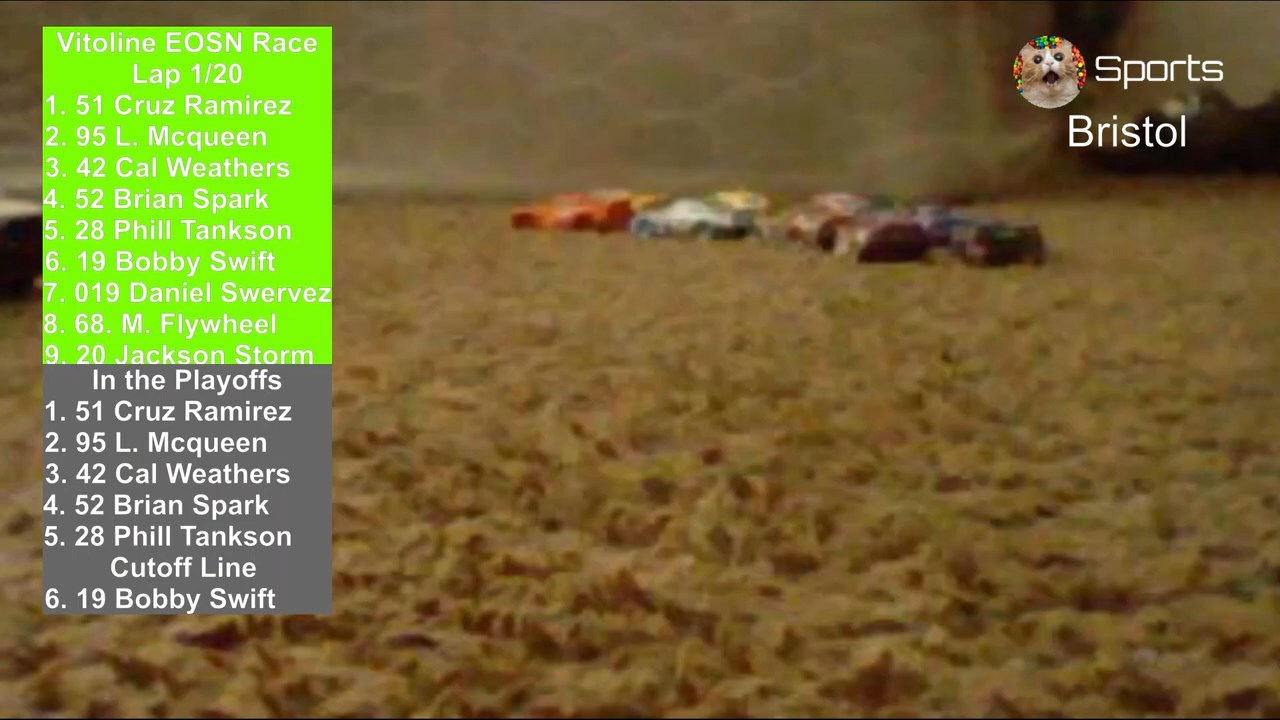 Vitoline EOSN Race
Lap 1/20
1. 51 Cruz Ramirez
2. 95 L. Mcqueen
3. 42 Cal Weathers
4. 52 Brian Spark
5. 28 Phill Tankson
6. 19 Bobby Swift
7. 019 Daniel Swervez
8. 68. M. Flywheel
9. 20 Jackson Storm
In the Playoffs
1. 51 Cruz Ramirez
2. 95 L. Mcqueen
3. 42 Cal Weathers
4. 52 Brian Spark
5. 28 Phill Tankson
Cutoff Line
6. 19 Bobby Swift
Sports
Bristol